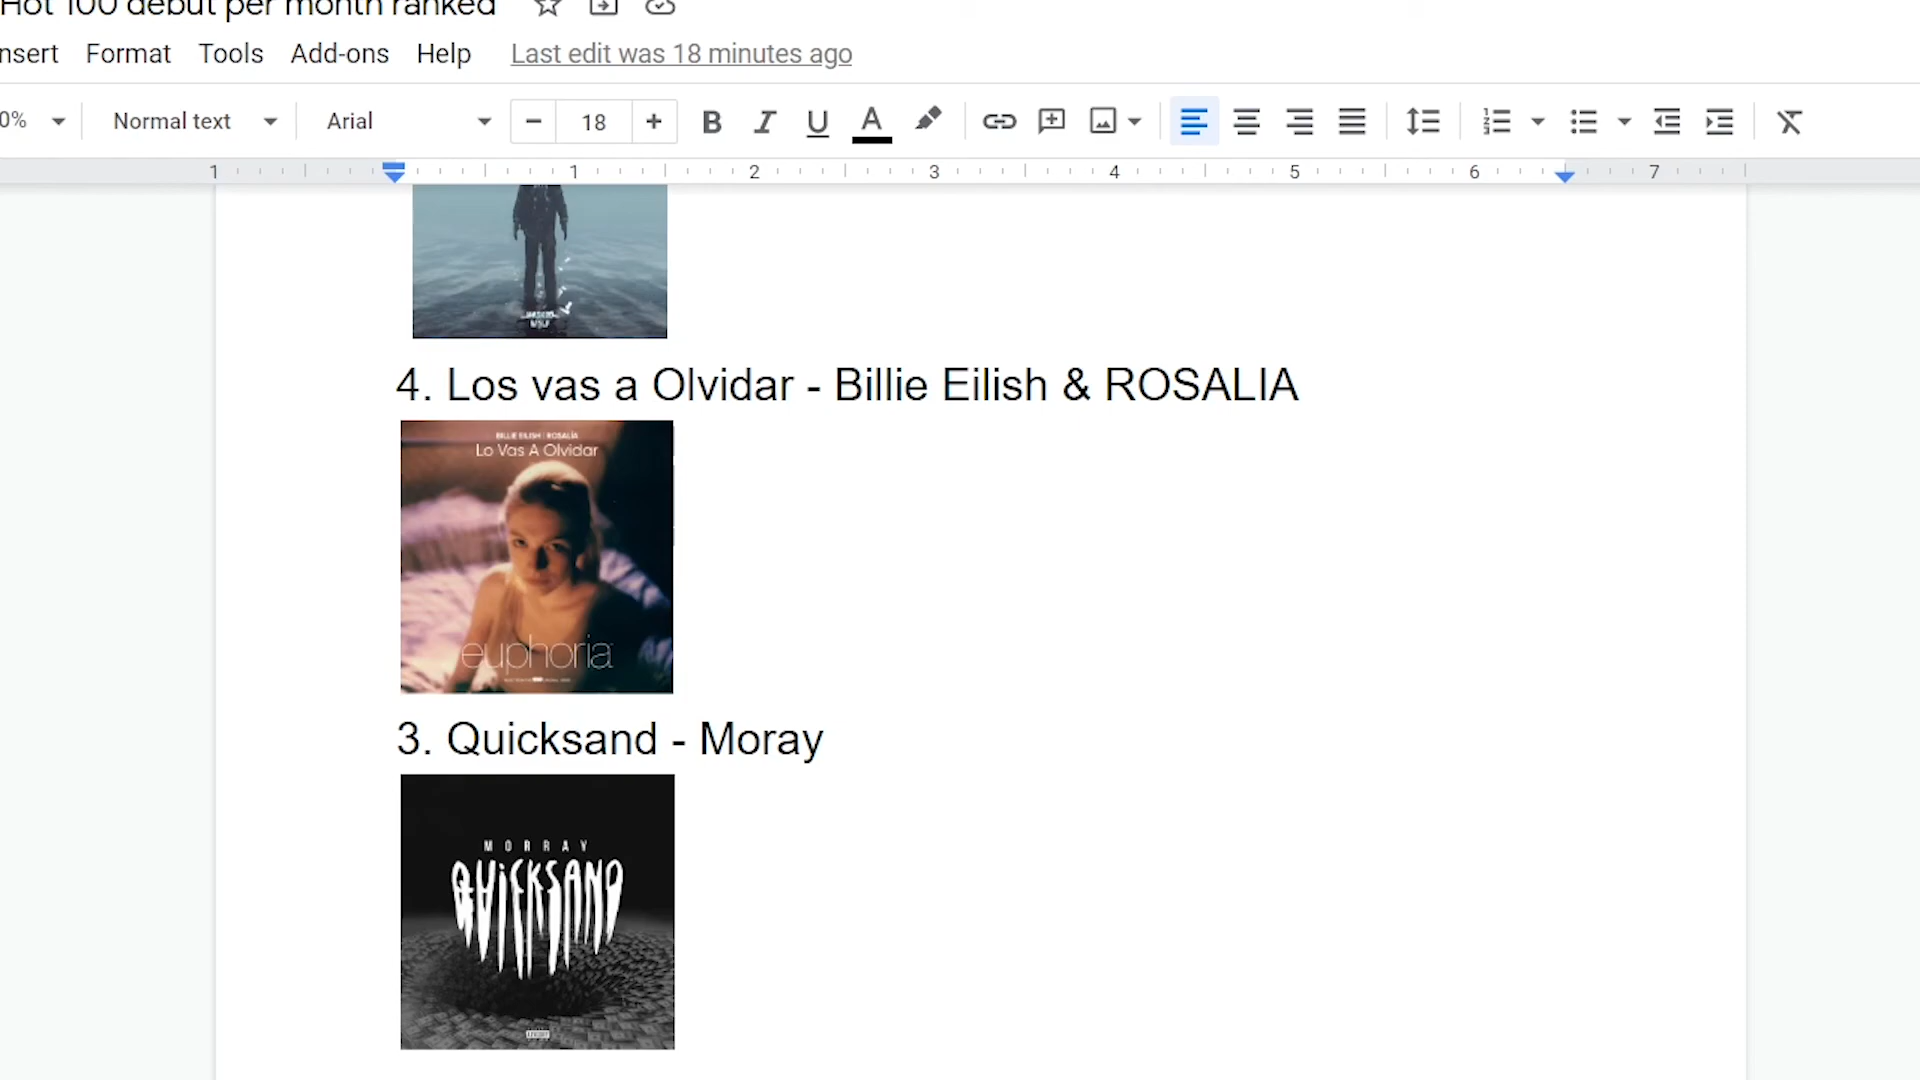 Hot 100 debut per month ranked
nsert Format Tools Add-ons Help Last edit was 18 minutes ago
0% Normal text Arial 18 B I U A
1 1 2 3 4 5 6 7
4. Los vas a Olvidar - Billie Eilish & ROSALIA
BILLIE EILISH | ROSALÍA
Lo Vas A Olvidar
euphoria
3. Quicksand - Moray
MORRAY
QUiCKSAND